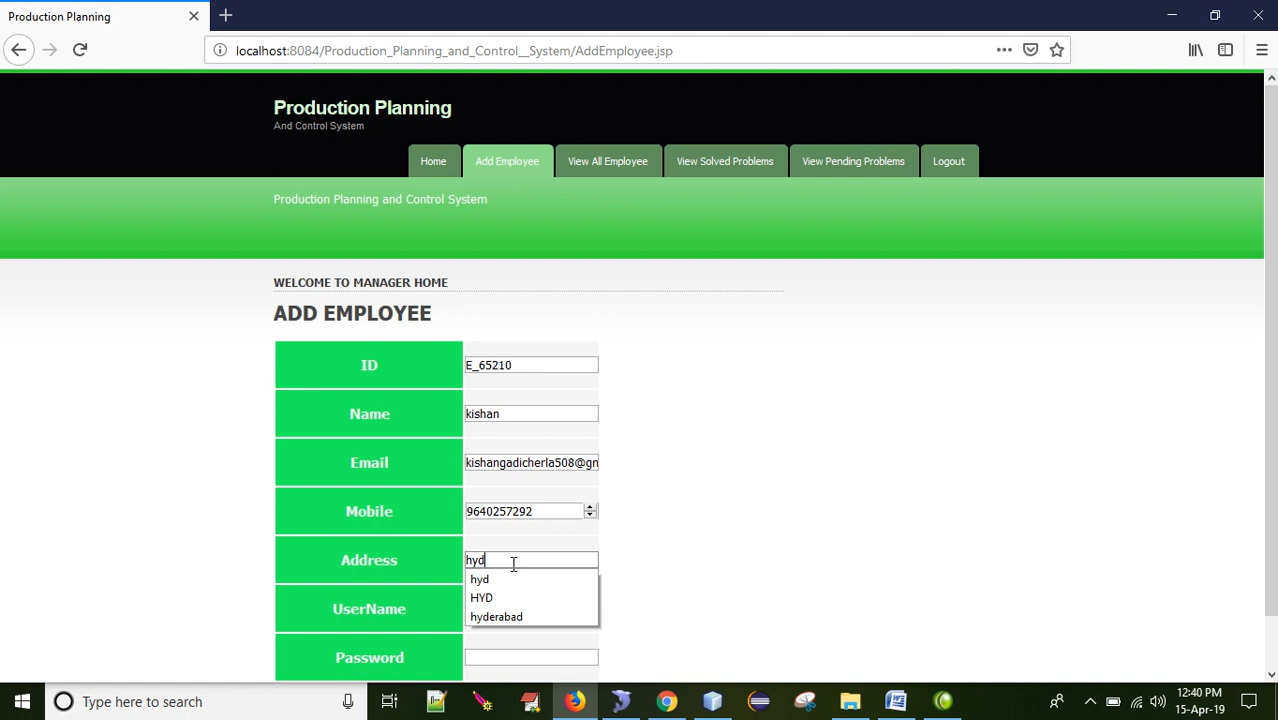 Production Planning
localhost:8084/Production_Planning_and_Control__System/AddEmployee.jsp
Production Planning
And Control System
Home
Add Employee
View All Employee
View Solved Problems
View Pending Problems
Logout
Production Planning and Control System
WELCOME TO MANAGER HOME
ADD EMPLOYEE
ID
E_65210
Name
kishan
Email
kishangadicherla508@gm
Mobile
9640257292
Address
hyd
hyd
HYD
UserName
hyderabad
Password
Type here to search
12:40 PM
15-Apr-19